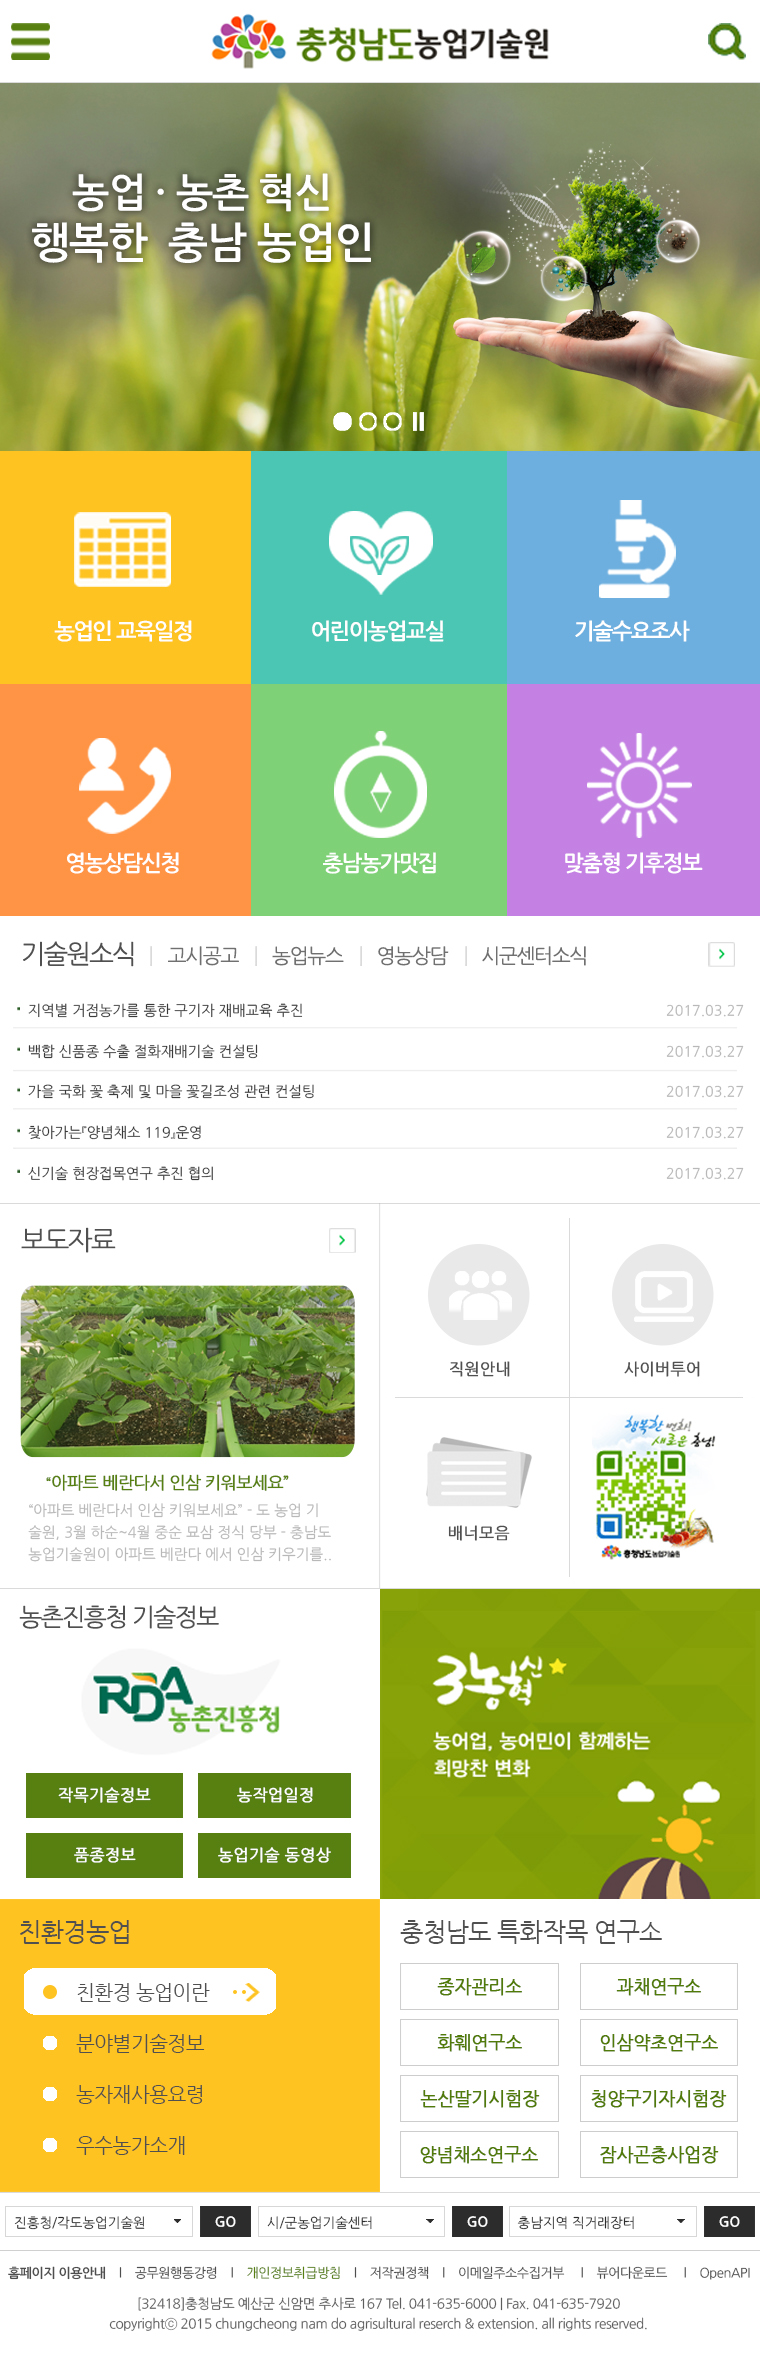 충청남도농업기술원
농업 · 농촌 혁신
행복한 충남 농업인
농업인 교육일정
어린이농업교실
기술수요조사
영농상담신청
충남농가맛집
맞춤형 기후정보
기술원소식 | 고시공고 | 농업뉴스 | 영농상담 | 시군센터소식
지역별 거점농가를 통한 구기자 재배교육 추진 2017.03.27
백합 신품종 수출 절화재배기술 컨설팅 2017.03.27
가을 국화 꽃 축제 및 마을 꽃길조성 관련 컨설팅 2017.03.27
찾아가는『양념채소 119』운영 2017.03.27
신기술 현장접목연구 추진 협의 2017.03.27
보도자료
“아파트 베란다서 인삼 키워보세요”
“아파트 베란다서 인삼 키워보세요” - 도 농업 기
술원, 3월 하순~4월 중순 묘삼 정식 당부 - 충남도
농업기술원이 아파트 베란다 에서 인삼 키우기를..
직원안내
사이버투어
배너모음
행복한 변화!
새로운 충남!
충청남도농업기술원
농촌진흥청 기술정보
RDA
농촌진흥청
작목기술정보
농작업일정
품종정보
농업기술 동영상
3농혁신
농어업, 농어민이 함께하는
희망찬 변화
친환경농업
친환경 농업이란
분야별기술정보
농자재사용요령
우수농가소개
충청남도 특화작목 연구소
종자관리소
과채연구소
화훼연구소
인삼약초연구소
논산딸기시험장
청양구기자시험장
양념채소연구소
잠사곤충사업장
진흥청/각도농업기술원 GO 시/군농업기술센터 GO 충남지역 직거래장터 GO
홈페이지 이용안내 | 공무원행동강령 | 개인정보취급방침 | 저작권정책 | 이메일주소수집거부 | 뷰어다운로드 | OpenAPI
[32418]충청남도 예산군 신암면 추사로 167 Tel. 041-635-6000 | Fax. 041-635-7920
copyrightⓒ 2015 chungcheong nam do agrisultural reserch & extension. all rights reserved.